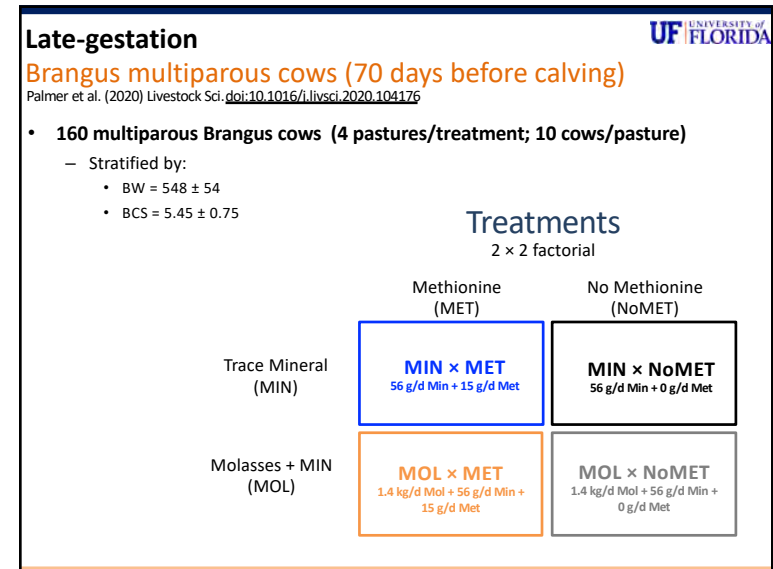 Late-gestation
UF UNIVERSITY of FLORIDA
Brangus multiparous cows (70 days before calving)
Palmer et al. (2020) Livestock Sci. doi:10.1016/j.livsci.2020.104176
• 160 multiparous Brangus cows (4 pastures/treatment; 10 cows/pasture)
– Stratified by:
• BW = 548 ± 54
• BCS = 5.45 ± 0.75
Treatments
2 × 2 factorial
Methionine
(MET)
No Methionine
(NoMET)
Trace Mineral
(MIN)
MIN × MET
56 g/d Min + 15 g/d Met
MIN × NoMET
56 g/d Min + 0 g/d Met
Molasses + MIN
(MOL)
MOL × MET
1.4 kg/d Mol + 56 g/d Min +
15 g/d Met
MOL × NoMET
1.4 kg/d Mol + 56 g/d Min +
0 g/d Met